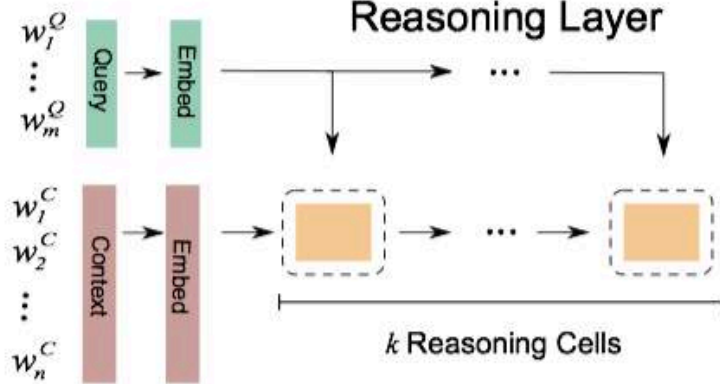 Reasoning Layer
w_1^Q
...
w_m^Q
Query
Embed
...
w_1^C
w_2^C
...
w_n^C
Context
Embed
...
k Reasoning Cells